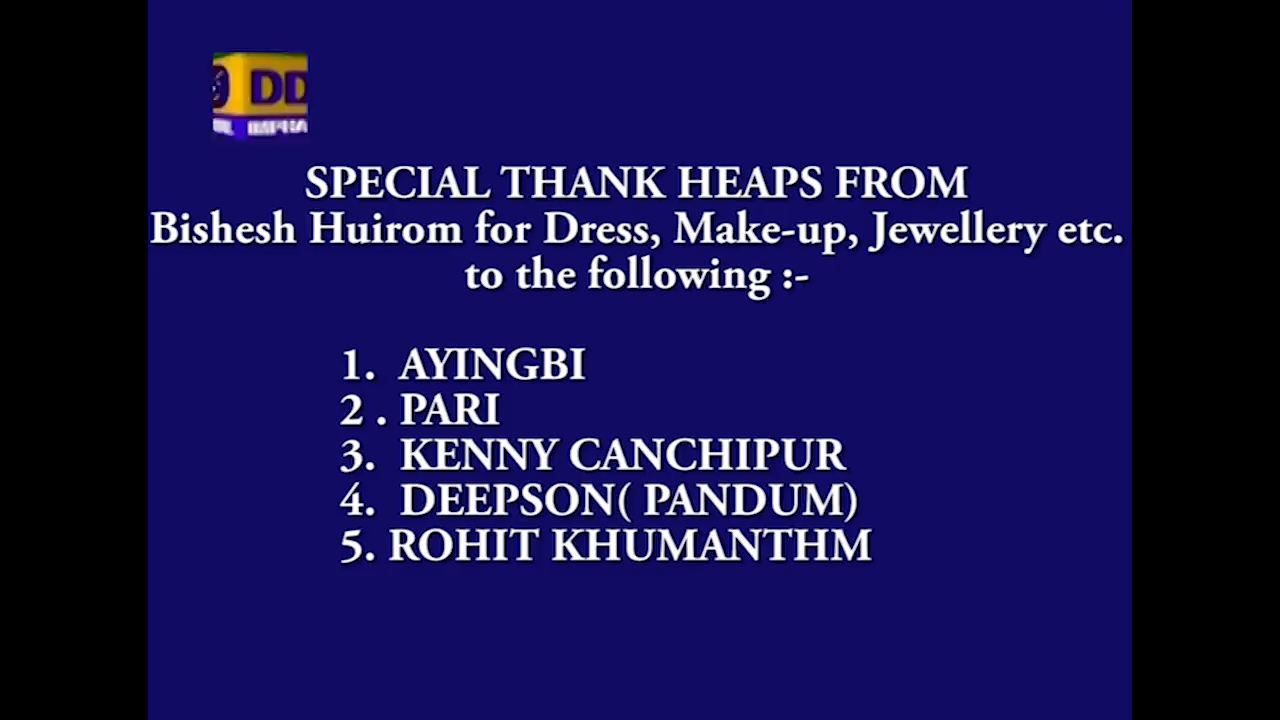 DD
IMPHA
SPECIAL THANK HEAPS FROM
Bishesh Huirom for Dress, Make-up, Jewellery etc.
to the following :-
1. AYINGBI
2 . PARI
3. KENNY CANCHIPUR
4. DEEPSON( PANDUM)
5. ROHIT KHUMANTHM